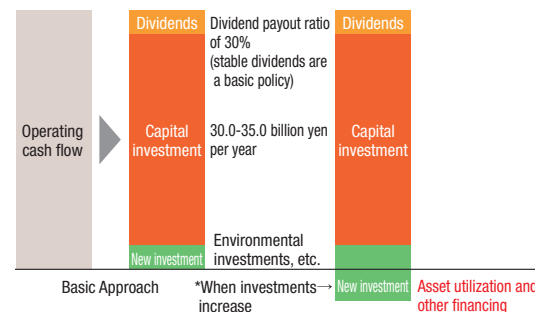 Dividends
Dividend payout ratio
of 30%
(stable dividends are
a basic policy)
Dividends
Operating
cash flow
Capital
investment
30.0-35.0 billion yen
per year
Capital
investment
New investment
Environmental
investments, etc.
Basic Approach
*When investments→
increase
New investment
Asset utilization and
other financing